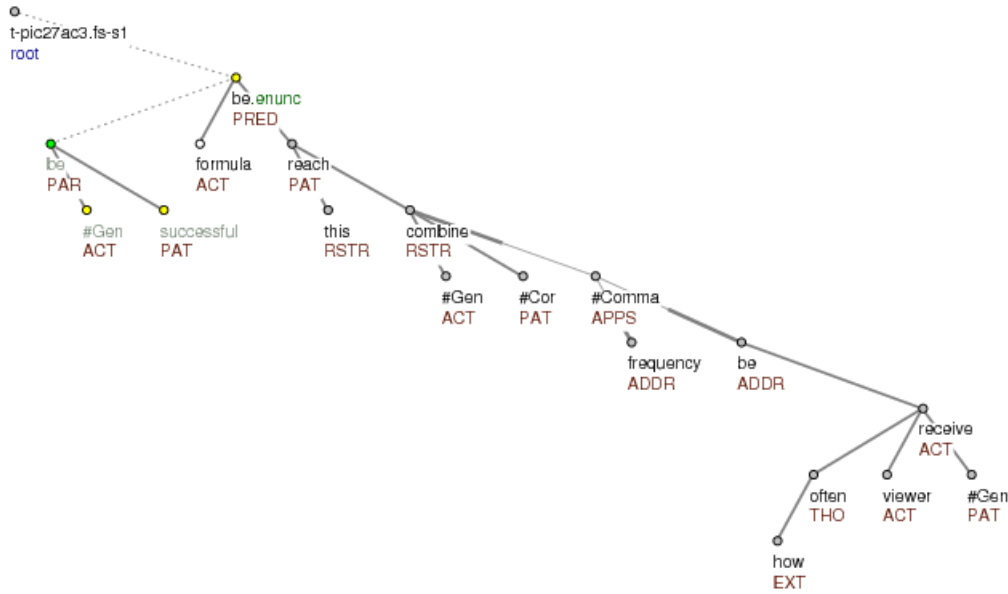 t-pic27ac3.fs-s1
root
be.enunc
PRED
be
PAR
formula
ACT
reach
PAT
#Gen
ACT
successful
PAT
this
RSTR
combine
RSTR
#Gen
ACT
#Cor
PAT
#Comma
APPS
frequency
ADDR
be
ADDR
receive
ACT
often
THO
viewer
ACT
#Gen
PAT
how
EXT